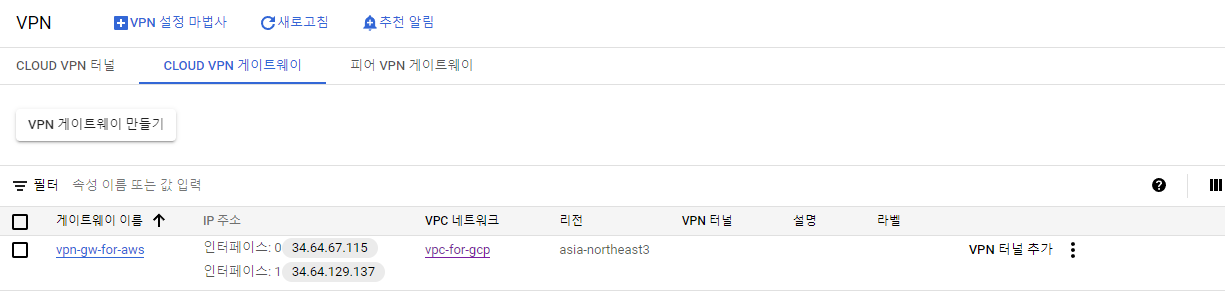 VPN VPN 설정 마법사 새로고침 추천 알림
CLOUD VPN 터널 CLOUD VPN 게이트웨이 피어 VPN 게이트웨이
VPN 게이트웨이 만들기
필터 속성 이름 또는 값 입력
게이트웨이 이름 IP 주소 VPC 네트워크 리전 VPN 터널 설명 라벨
vpn-gw-for-aws 인터페이스: 0 34.64.67.115 vpc-for-gcp asia-northeast3 VPN 터널 추가
인터페이스: 1 34.64.129.137